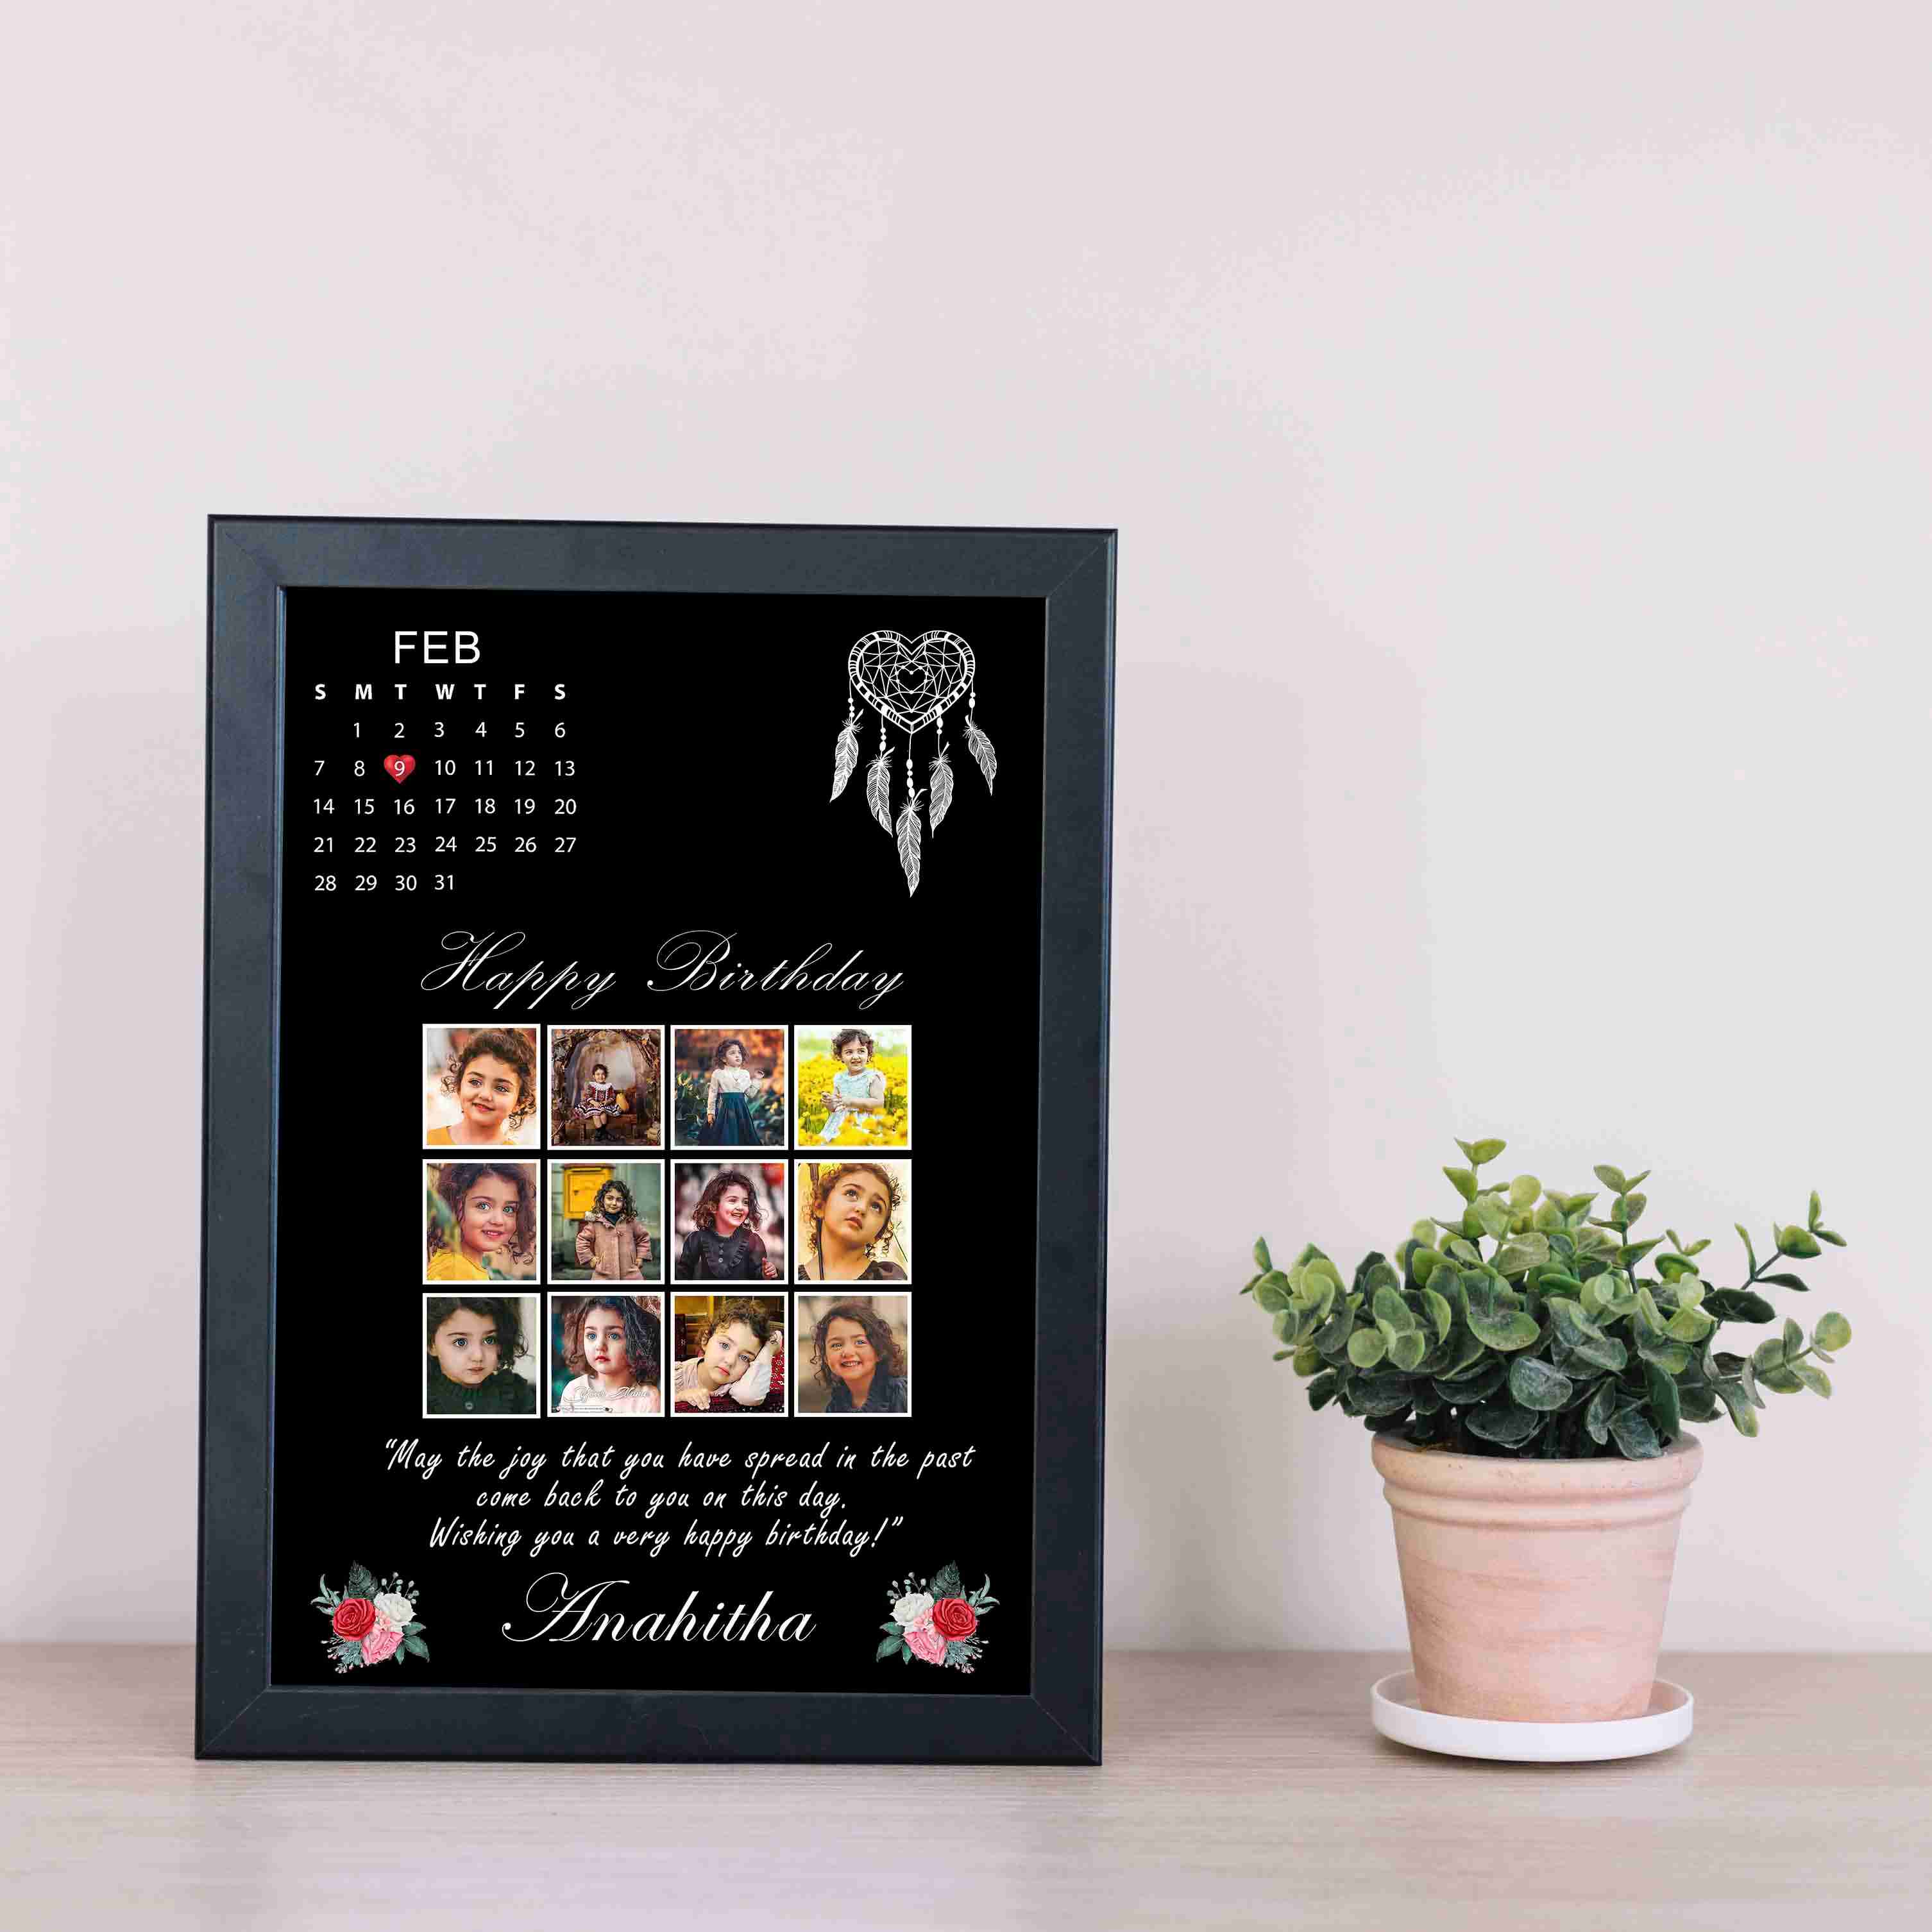 FEB
S M T W T F S
1 2 3 4 5 6
7 8 9 10 11 12 13
14 15 16 17 18 19 20
21 22 23 24 25 26 27
28 29 30 31
Happy Birthday
Your Name
“May the joy that you have spread in the past
come back to you on this day.
Wishing you a very happy birthday!”
Anahitha